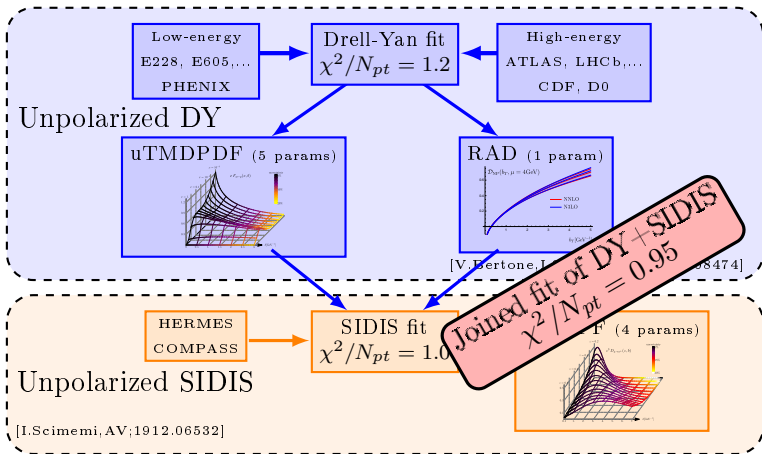 Low-energy
E228, E605,...
PHENIX
Drell-Yan fit
χ²/N_pt = 1.2
High-energy
ATLAS, LHCb,...
CDF, D0
Unpolarized DY
uTMDPDF (5 params)
RAD (1 param)
NNLO
N3LO
[V.Bertone,
8474]
Joined fit of DY+SIDIS
χ²/N_pt = 0.95
HERMES
COMPASS
SIDIS fit
χ²/N_pt = 1.0
F (4 params)
Unpolarized SIDIS
[I.Scimemi,AV;1912.06532]